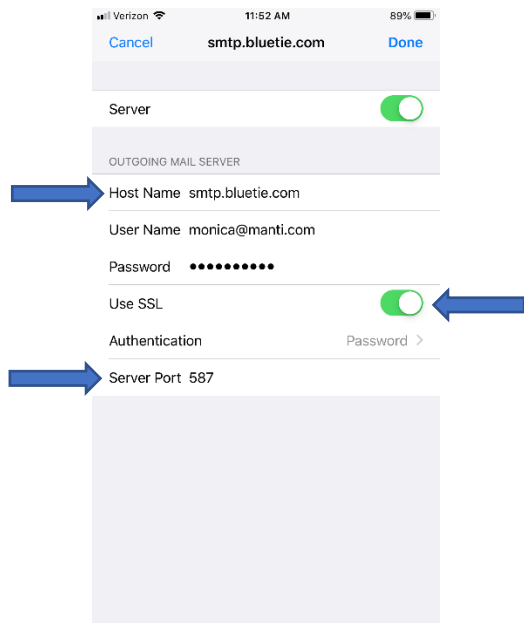 Verizon 11:52 AM 89%
Cancel smtp.bluetie.com Done
Server
OUTGOING MAIL SERVER
Host Name smtp.bluetie.com
User Name monica@manti.com
Password ●●●●●●●●●●
Use SSL
Authentication Password >
Server Port 587